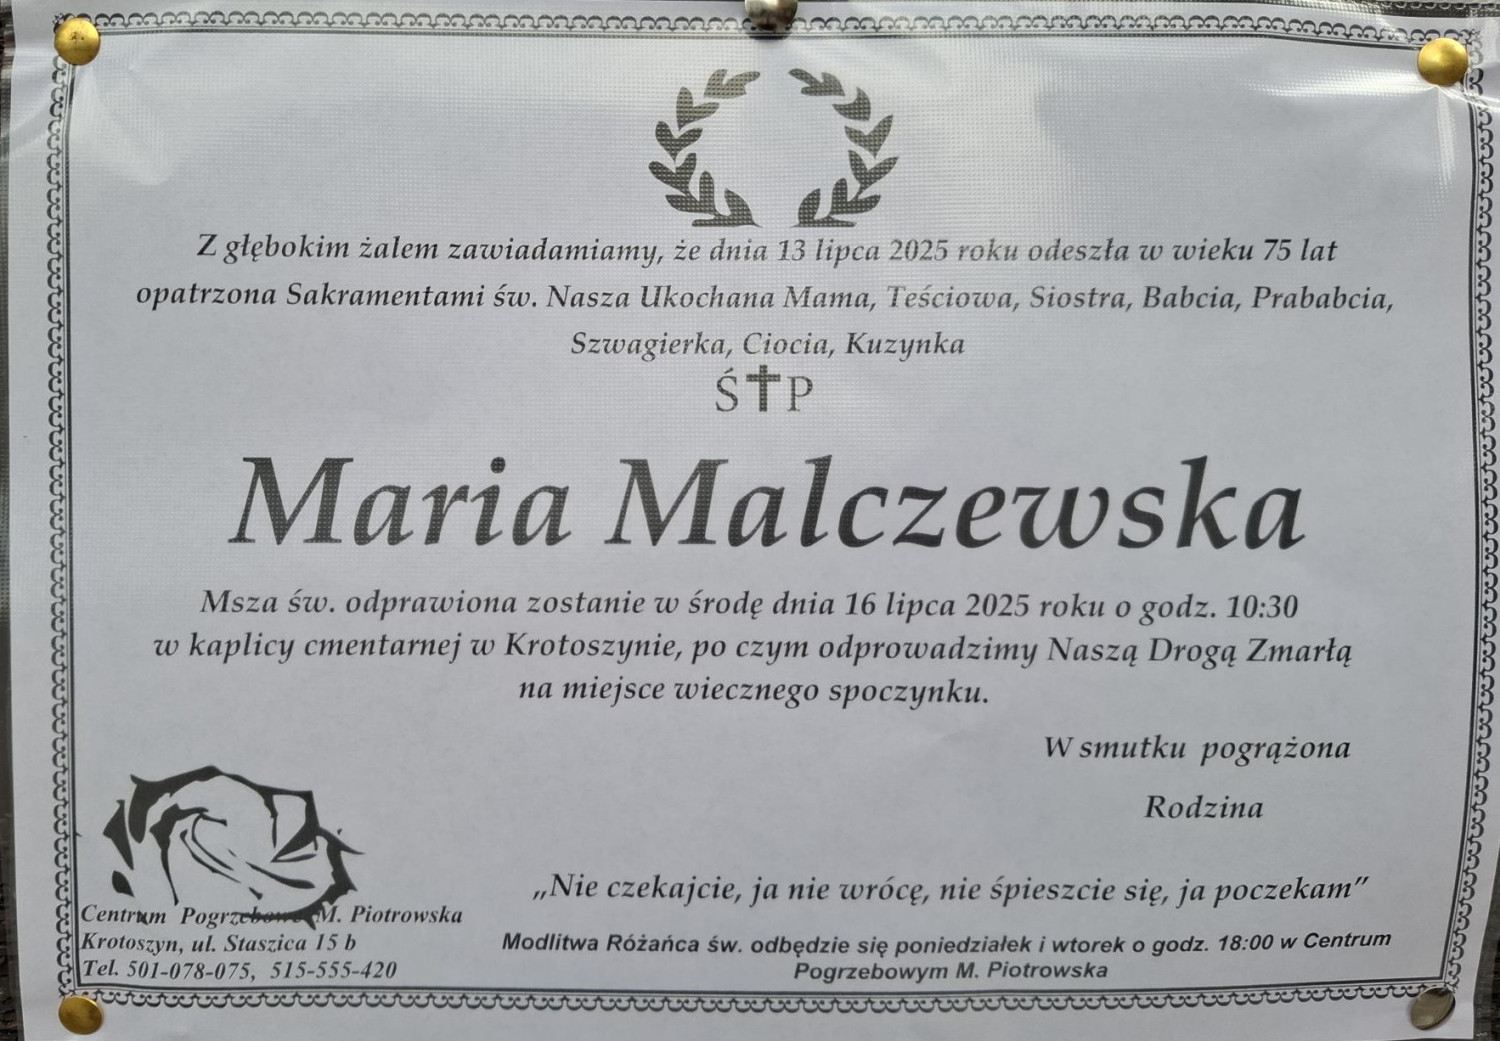 Z głębokim żalem zawiadamiamy, że dnia 13 lipca 2025 roku odeszła w wieku 75 lat
opatrzona Sakramentami św. Nasza Ukochana Mama, Teściowa, Siostra, Babcia, Prababcia,
Szwagierka, Ciocia, Kuzynka
Ś✝P
Maria Malczewska
Msza św. odprawiona zostanie w środę dnia 16 lipca 2025 roku o godz. 10:30
w kaplicy cmentarnej w Krotoszynie, po czym odprowadzimy Naszą Drogą Zmarłą
na miejsce wiecznego spoczynku.
W smutku pogrążona
Rodzina
„Nie czekajcie, ja nie wrócę, nie śpieszcie się, ja poczekam”
Centrum Pogrzebowe M. Piotrowska
Krotoszyn, ul. Staszica 15 b
Tel. 501-078-075, 515-555-420
Modlitwa Różańca św. odbędzie się poniedziałek i wtorek o godz. 18:00 w Centrum
Pogrzebowym M. Piotrowska